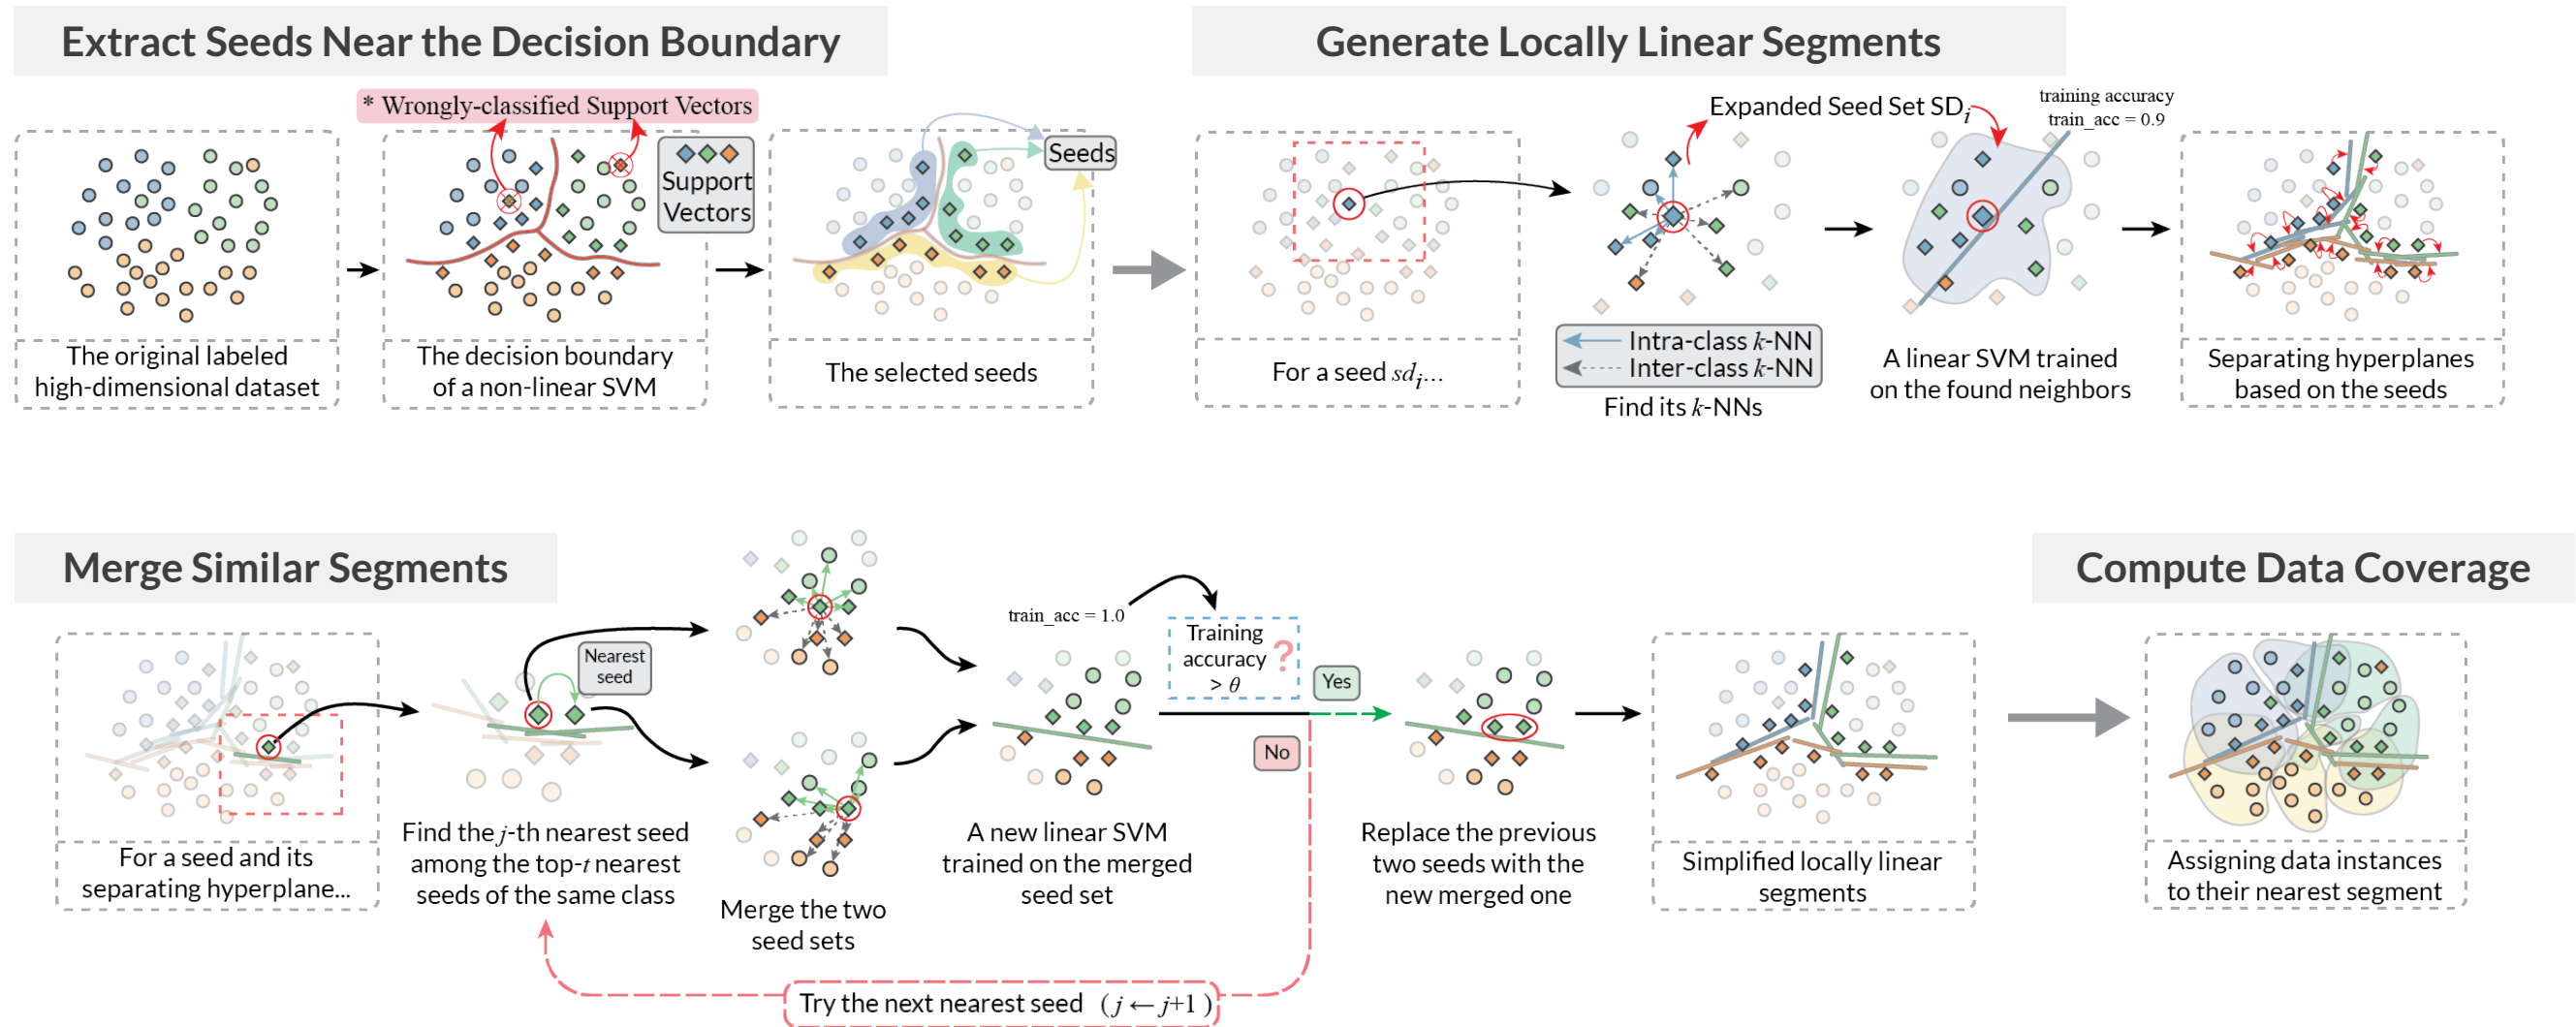 Extract Seeds Near the Decision Boundary
Generate Locally Linear Segments
* Wrongly-classified Support Vectors
Support
Vectors
Seeds
Expanded Seed Set SDi
training accuracy
train_acc = 0.9
The original labeled
high-dimensional dataset
The decision boundary
of a non-linear SVM
The selected seeds
For a seed sdi...
Intra-class k-NN
Inter-class k-NN
Find its k-NNs
A linear SVM trained
on the found neighbors
Separating hyperplanes
based on the seeds
Merge Similar Segments
Compute Data Coverage
Nearest
seed
train_acc = 1.0
Training
accuracy ?
> θ
Yes
No
For a seed and its
separating hyperplane...
Find the j-th nearest seed
among the top-t nearest
seeds of the same class
Merge the two
seed sets
A new linear SVM
trained on the merged
seed set
Replace the previous
two seeds with the
new merged one
Simplified locally linear
segments
Assigning data instances
to their nearest segment
Try the next nearest seed (j ← j+1 )